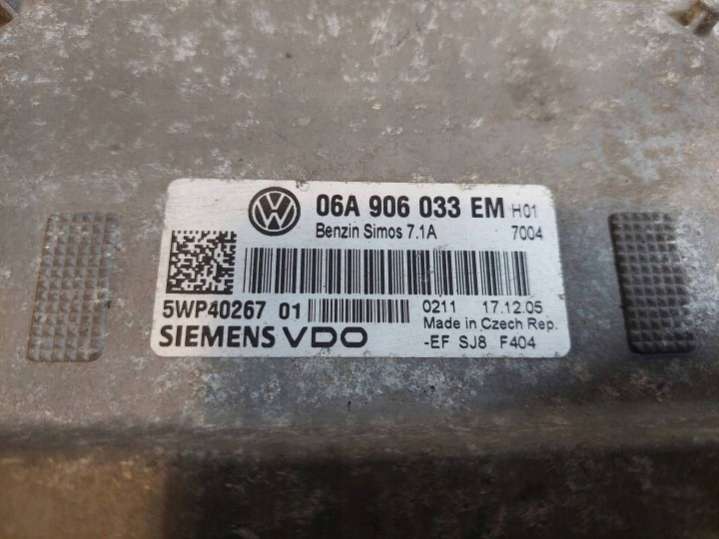 06A 906 033 EM H01
Benzin Simos 7.1A 7004
5WP40267 01 0211 17.12.05
Made in Czech Rep.
SIEMENS VDO -EF SJ8 F404